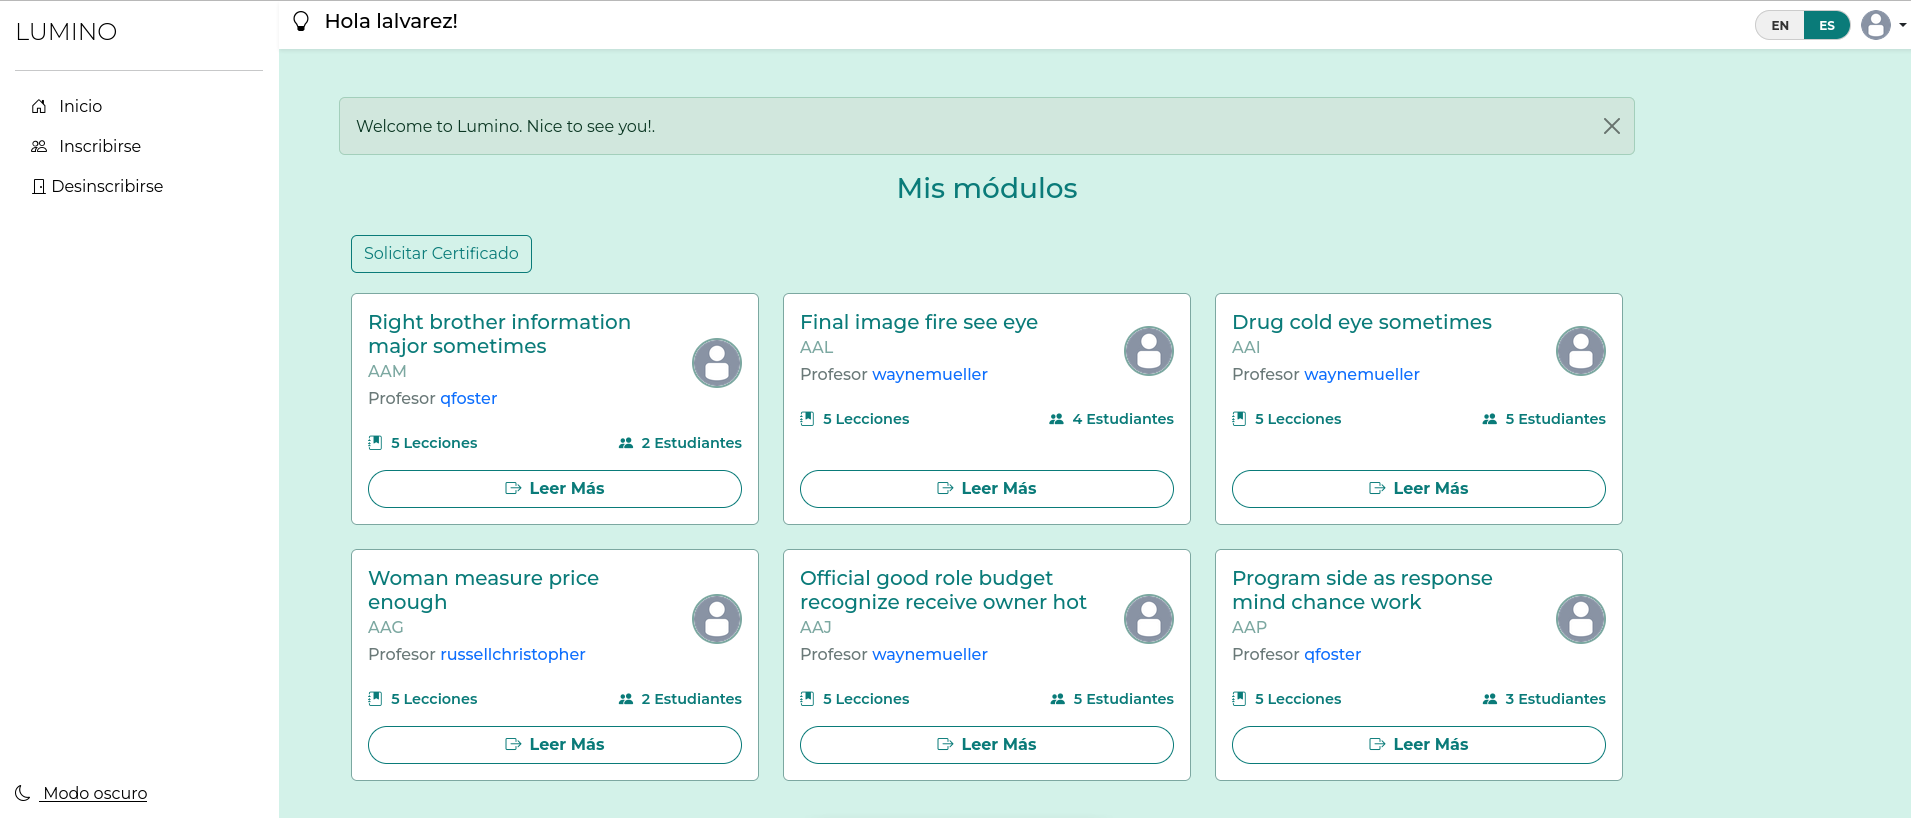 LUMINO
Hola lalvarez!
EN ES
Inicio
Inscribirse
Desinscribirse
Modo oscuro
Welcome to Lumino. Nice to see you!.
Mis módulos
Solicitar Certificado
Right brother information
major sometimes
AAM
Profesor qfoster
5 Lecciones
2 Estudiantes
Leer Más
Final image fire see eye
AAL
Profesor waynemueller
5 Lecciones
4 Estudiantes
Leer Más
Drug cold eye sometimes
AAI
Profesor waynemueller
5 Lecciones
5 Estudiantes
Leer Más
Woman measure price
enough
AAG
Profesor russellchristopher
5 Lecciones
2 Estudiantes
Leer Más
Official good role budget
recognize receive owner hot
AAJ
Profesor waynemueller
5 Lecciones
5 Estudiantes
Leer Más
Program side as response
mind chance work
AAP
Profesor qfoster
5 Lecciones
3 Estudiantes
Leer Más